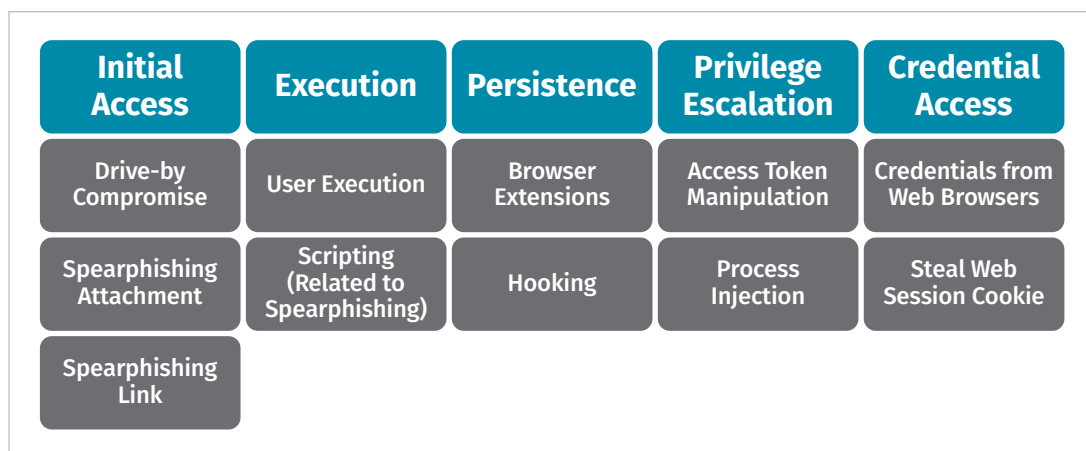 Initial
Access
Execution
Persistence
Privilege
Escalation
Credential
Access
Drive-by
Compromise
User Execution
Browser
Extensions
Access Token
Manipulation
Credentials from
Web Browsers
Spearphishing
Attachment
Scripting
(Related to
Spearphishing)
Hooking
Process
Injection
Steal Web
Session Cookie
Spearphishing
Link